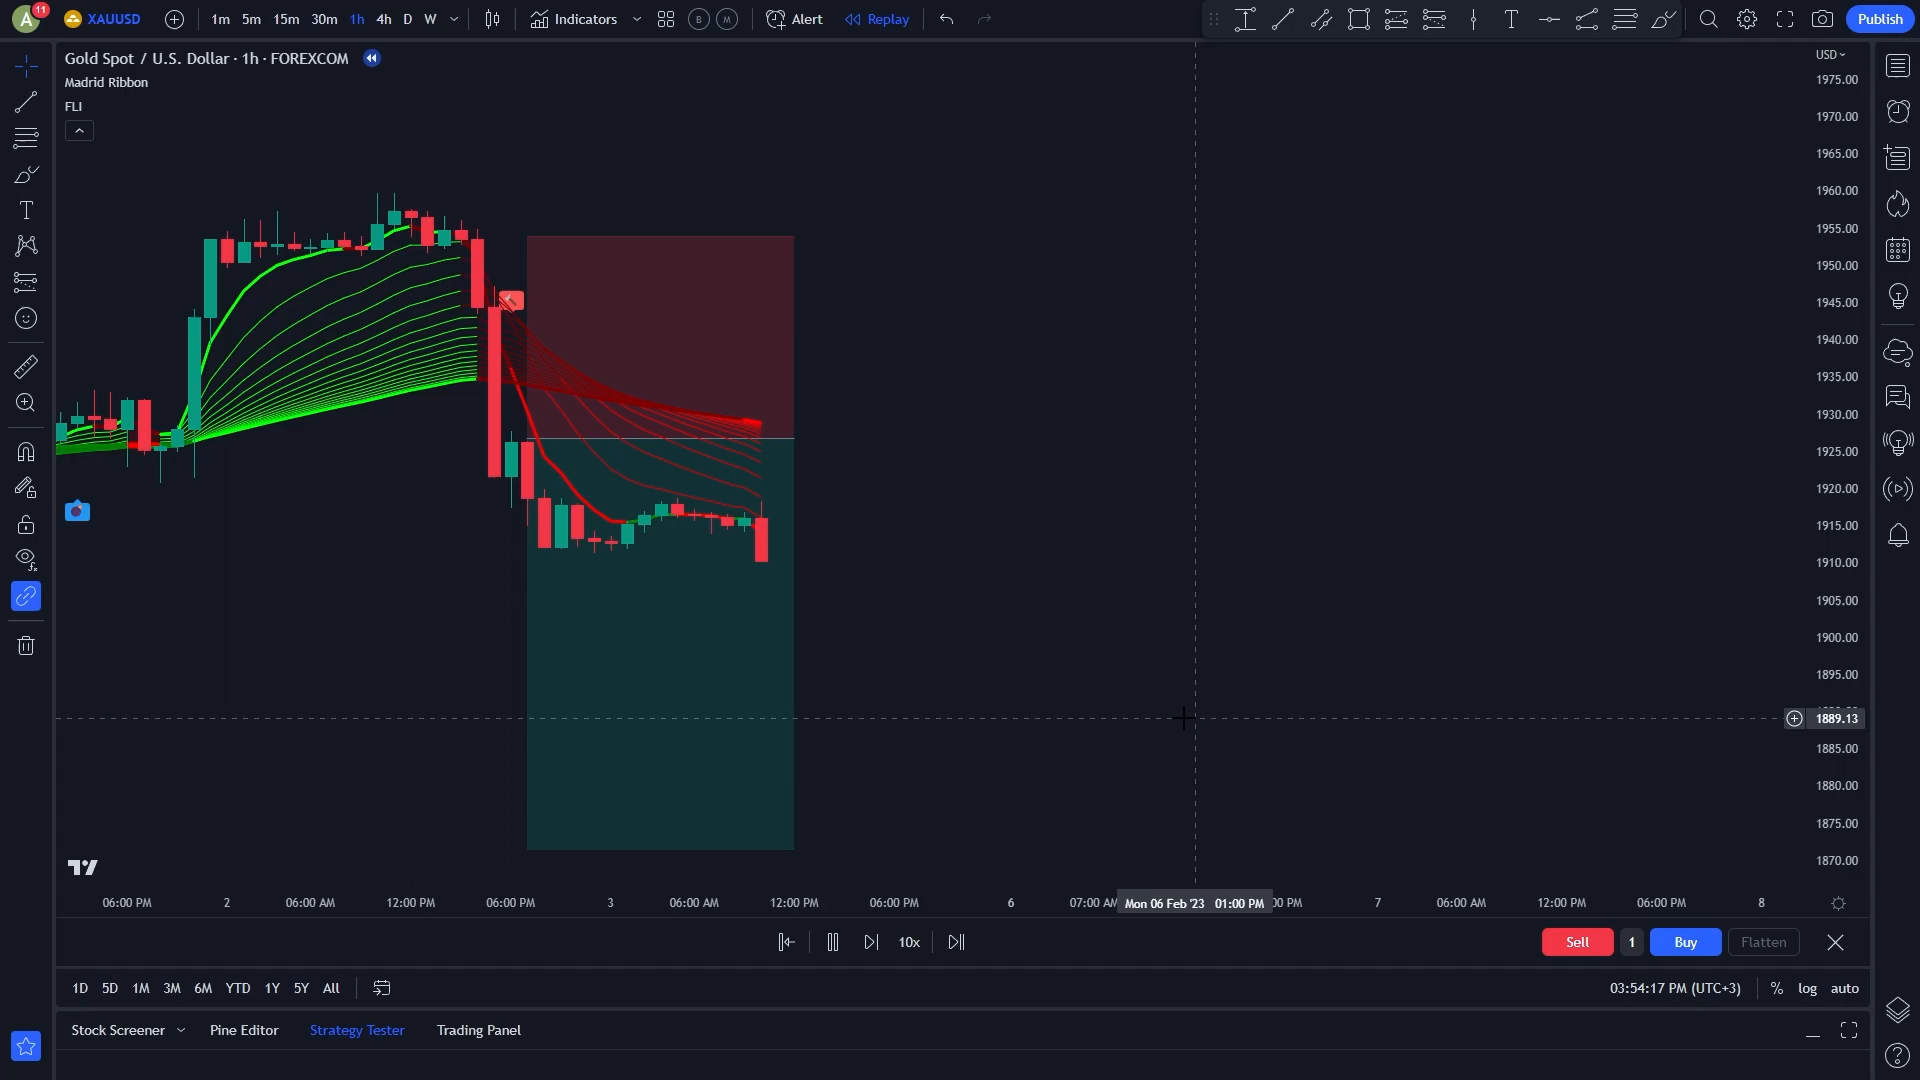 A 11 XAUUSD 1m 5m 15m 30m 1h 4h D W Indicators B M Alert Replay T Publish
Gold Spot / U.S. Dollar · 1h · FOREXCOM
Madrid Ribbon
FLI
USD
1975.00
1970.00
1965.00
1960.00
1955.00
1950.00
1945.00
1940.00
1935.00
1930.00
1925.00
1920.00
1915.00
1910.00
1905.00
1900.00
1895.00
1889.13
1885.00
1880.00
1875.00
1870.00
06:00 PM 2 06:00 AM 12:00 PM 06:00 PM 3 06:00 AM 12:00 PM 06:00 PM 6 07:00 AM Mon 06 Feb '23 01:00 PM PM 7 06:00 AM 12:00 PM 06:00 PM 8
10x Sell 1 Buy Flatten
1D 5D 1M 3M 6M YTD 1Y 5Y All 03:54:17 PM (UTC+3) % log auto
Stock Screener Pine Editor Strategy Tester Trading Panel